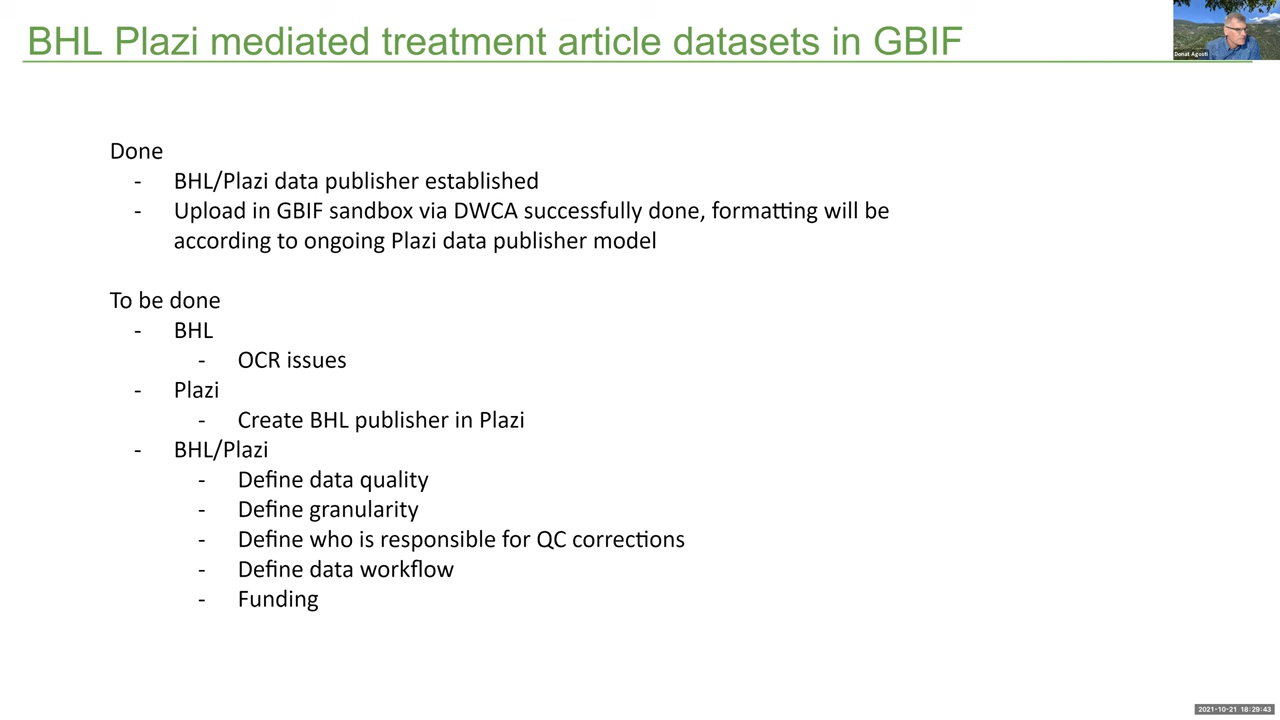 BHL Plazi mediated treatment article datasets in GBIF
Donat Agosti
Done
- BHL/Plazi data publisher established
- Upload in GBIF sandbox via DWCA successfully done, formatting will be
according to ongoing Plazi data publisher model
To be done
- BHL
- OCR issues
- Plazi
- Create BHL publisher in Plazi
- BHL/Plazi
- Define data quality
- Define granularity
- Define who is responsible for QC corrections
- Define data workflow
- Funding
2021-10-21 18:29:43